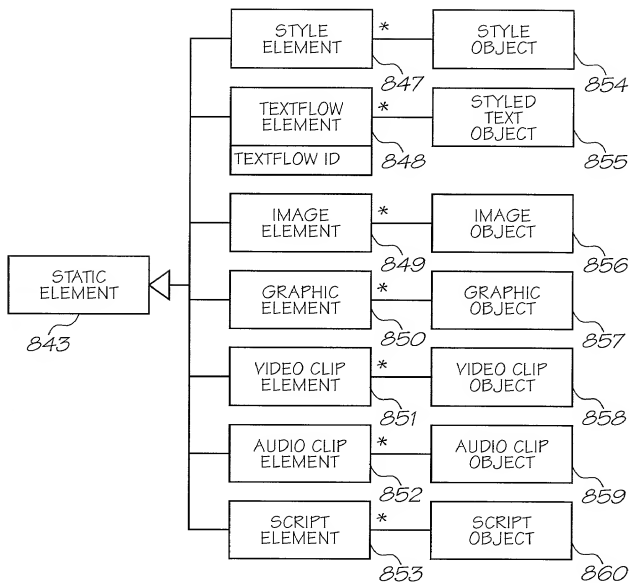 STYLE
ELEMENT
*
STYLE
OBJECT
847
854
TEXTFLOW
ELEMENT
*
STYLED
TEXT
OBJECT
TEXTFLOW ID
848
855
IMAGE
ELEMENT
*
IMAGE
OBJECT
849
856
STATIC
ELEMENT
843
GRAPHIC
ELEMENT
*
GRAPHIC
OBJECT
850
857
VIDEO CLIP
ELEMENT
*
VIDEO CLIP
OBJECT
851
858
AUDIO CLIP
ELEMENT
*
AUDIO CLIP
OBJECT
852
859
SCRIPT
ELEMENT
*
SCRIPT
OBJECT
853
860